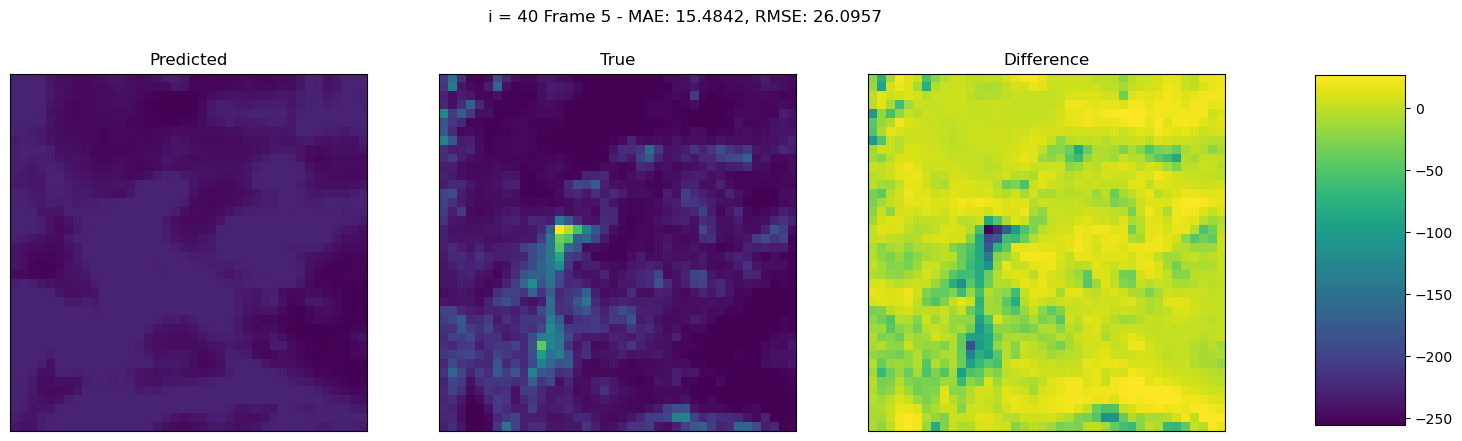 i = 40 Frame 5 - MAE: 15.4842, RMSE: 26.0957
Predicted
True
Difference
0
−50
−100
−150
−200
−250